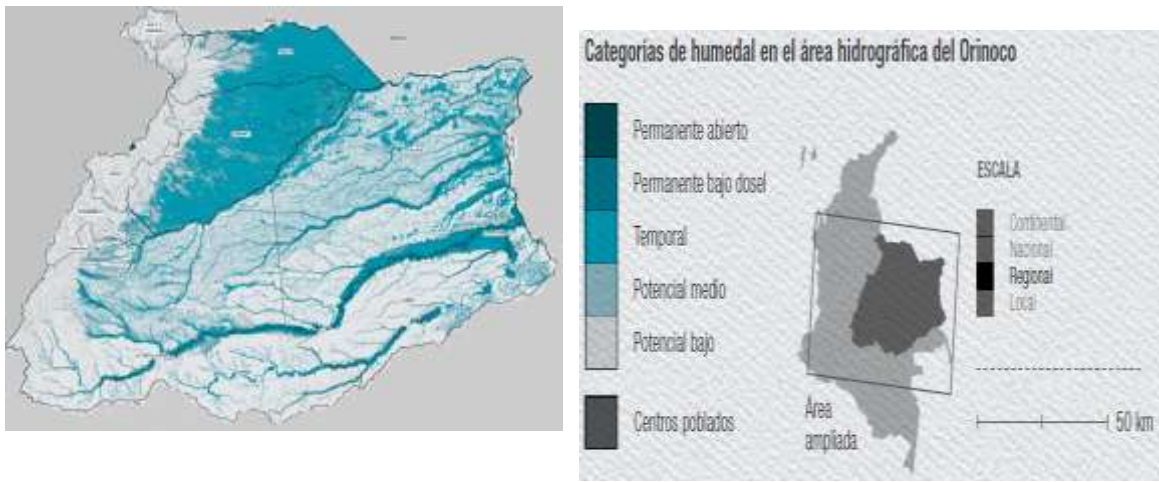 Categorías de humedal en el área hidrográfica del Orinoco
Permanente abierto
Permanente bajo dosel
Temporal
Potencial medio
Potencial bajo
Centros poblados
Área
ampliada
ESCALA
Continental
Nacional
Regional
Local
50 km